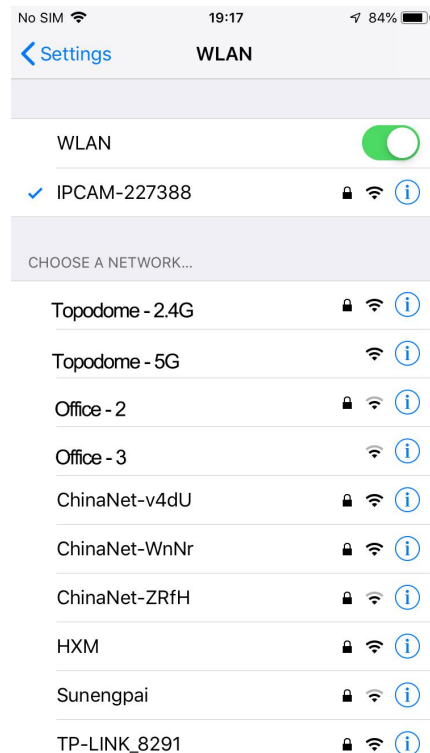 No SIM 19:17 84%
Settings WLAN
WLAN
IPCAM-227388
CHOOSE A NETWORK...
Topodome - 2.4G
Topodome - 5G
Office - 2
Office - 3
ChinaNet-v4dU
ChinaNet-WnNr
ChinaNet-ZRfH
HXM
Sunengpai
TP-LINK_8291